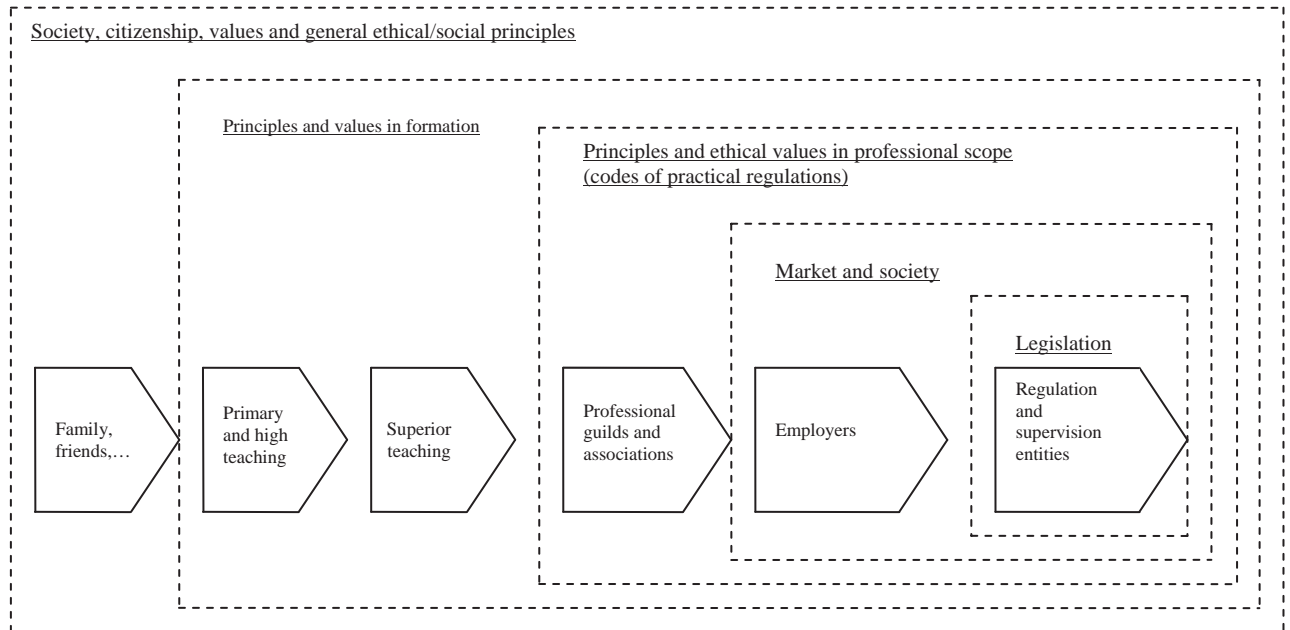 Society, citizenship, values and general ethical/social principles
Principles and values in formation
Principles and ethical values in professional scope
(codes of practical regulations)
Market and society
Legislation
Family,
friends,…
Primary
and high
teaching
Superior
teaching
Professional
guilds and
associations
Employers
Regulation
and
supervision
entities